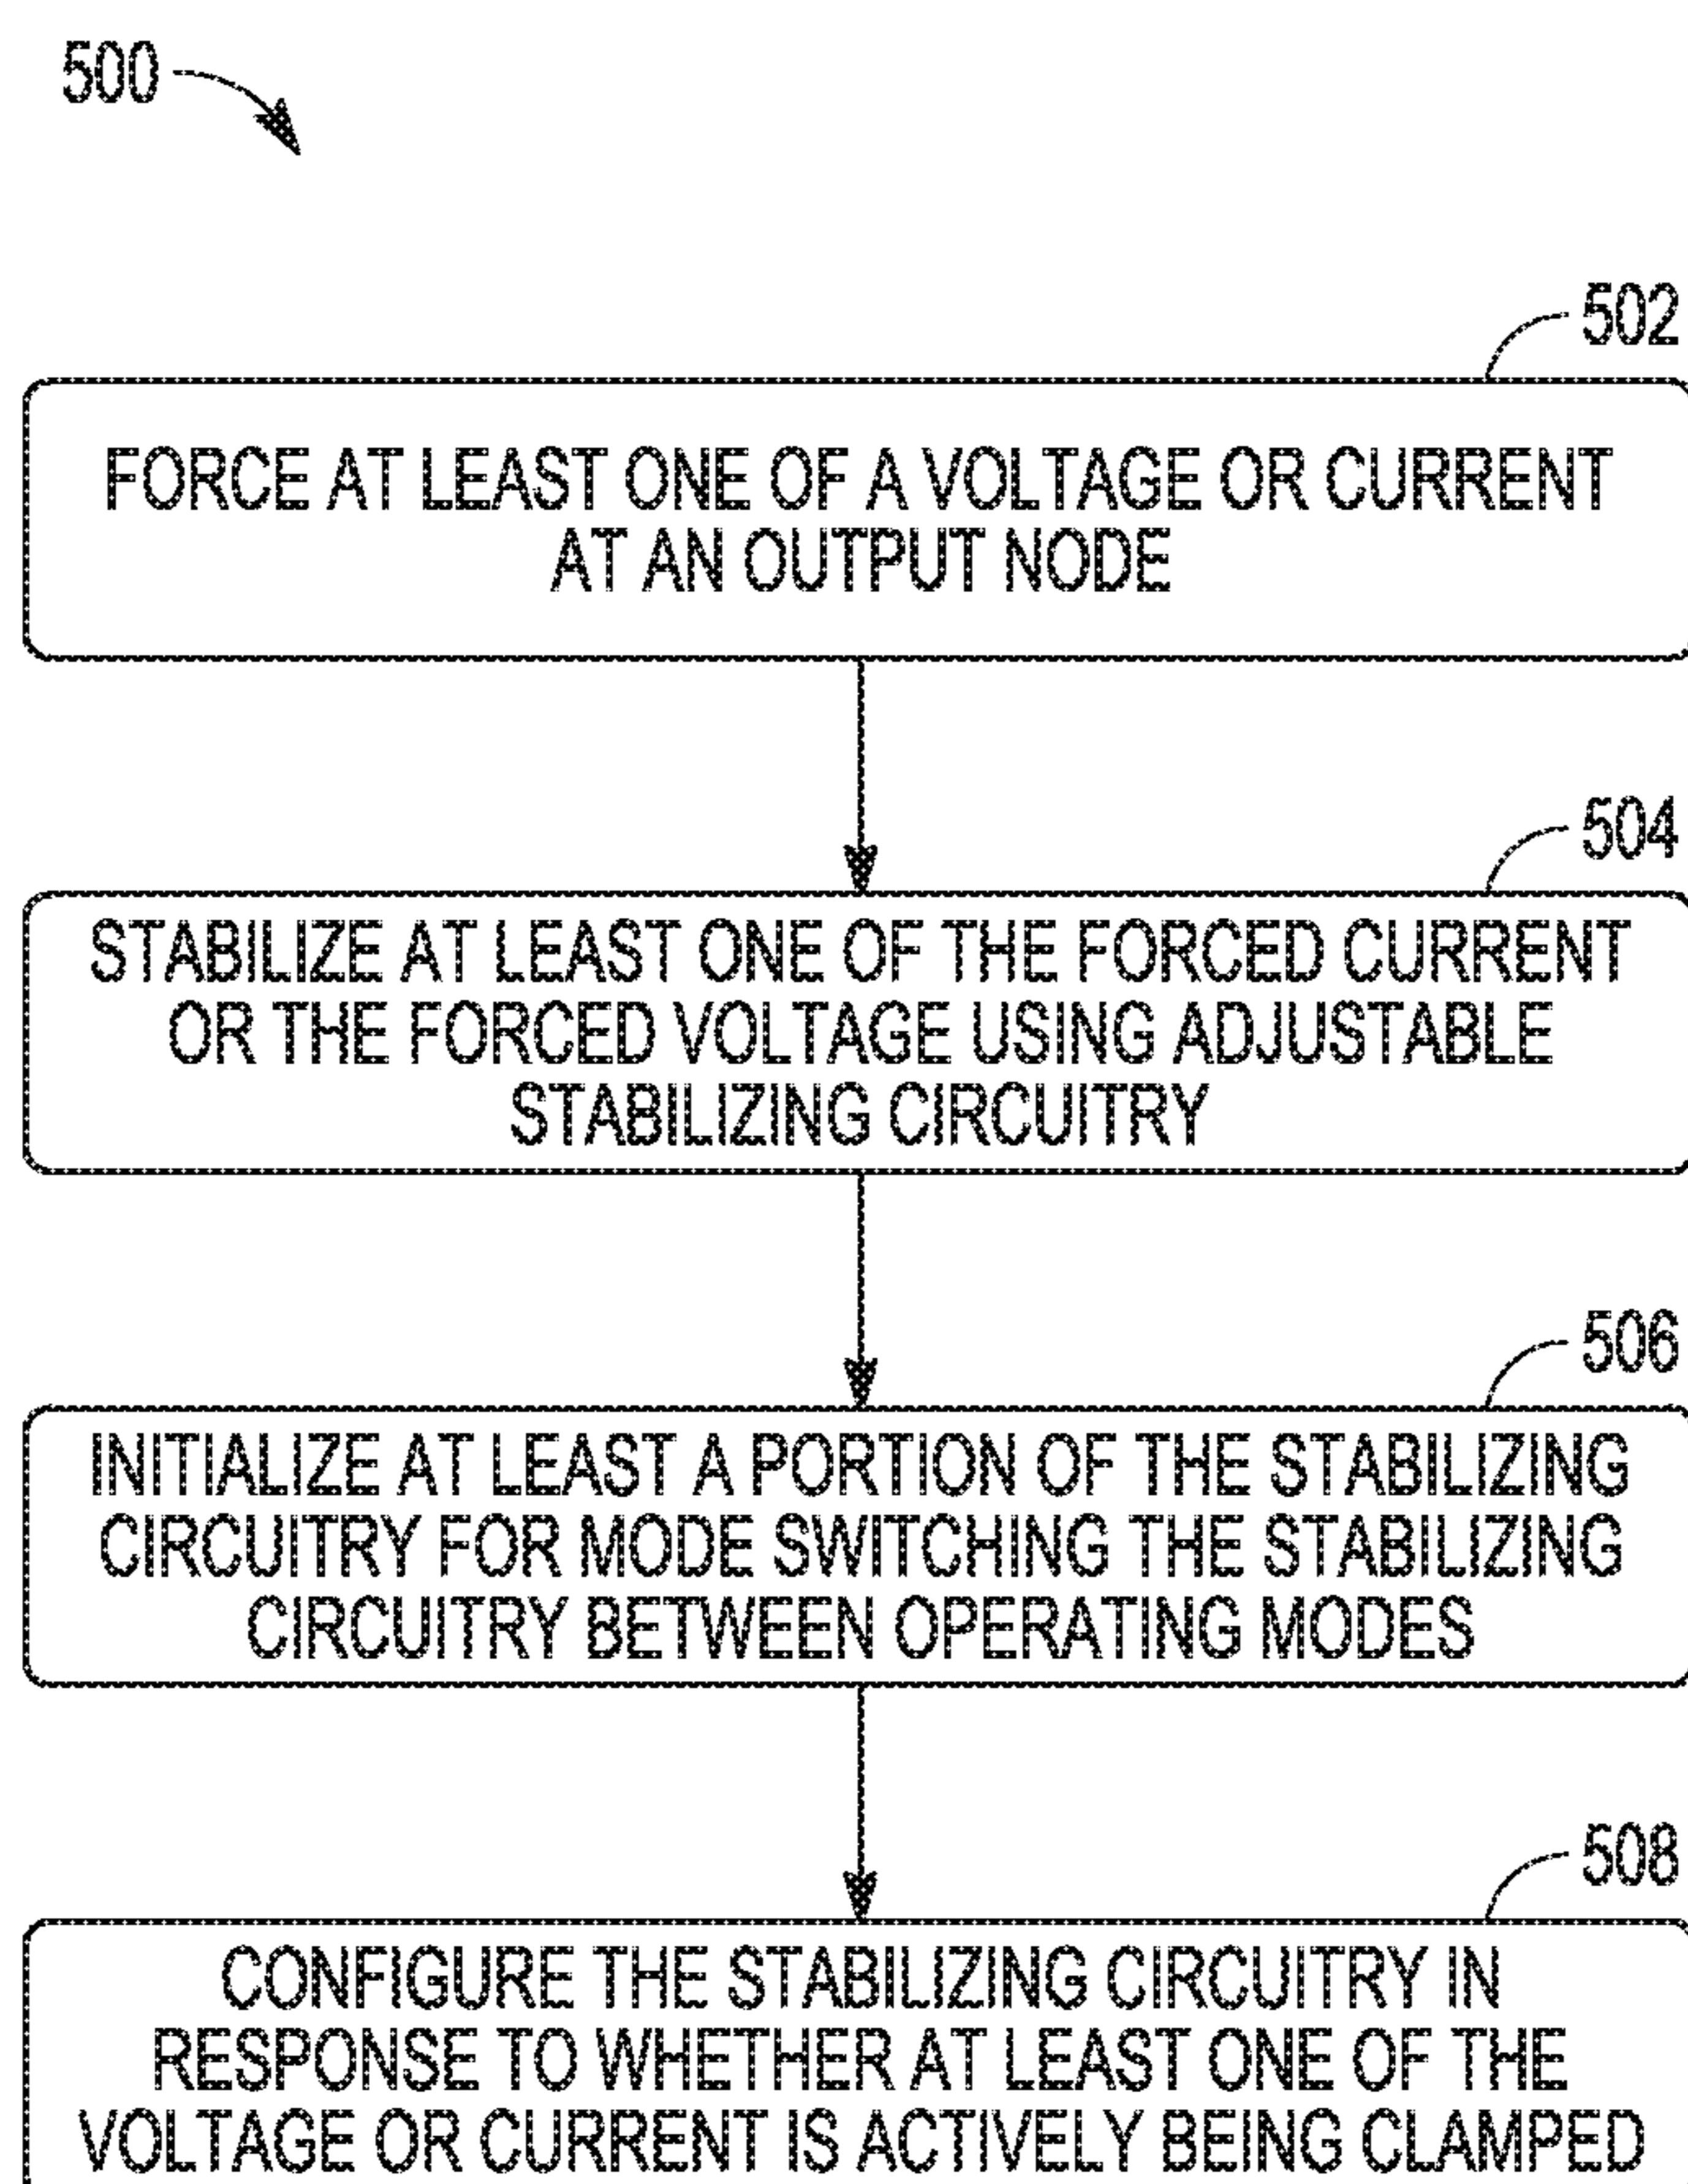 500
502
FORCE AT LEAST ONE OF A VOLTAGE OR CURRENT
AT AN OUTPUT NODE
504
STABILIZE AT LEAST ONE OF THE FORCED CURRENT
OR THE FORCED VOLTAGE USING ADJUSTABLE
STABILIZING CIRCUITRY
506
INITIALIZE AT LEAST A PORTION OF THE STABILIZING
CIRCUITRY FOR MODE SWITCHING THE STABILIZING
CIRCUITRY BETWEEN OPERATING MODES
508
CONFIGURE THE STABILIZING CIRCUITRY IN
RESPONSE TO WHETHER AT LEAST ONE OF THE
VOLTAGE OR CURRENT IS ACTIVELY BEING CLAMPED